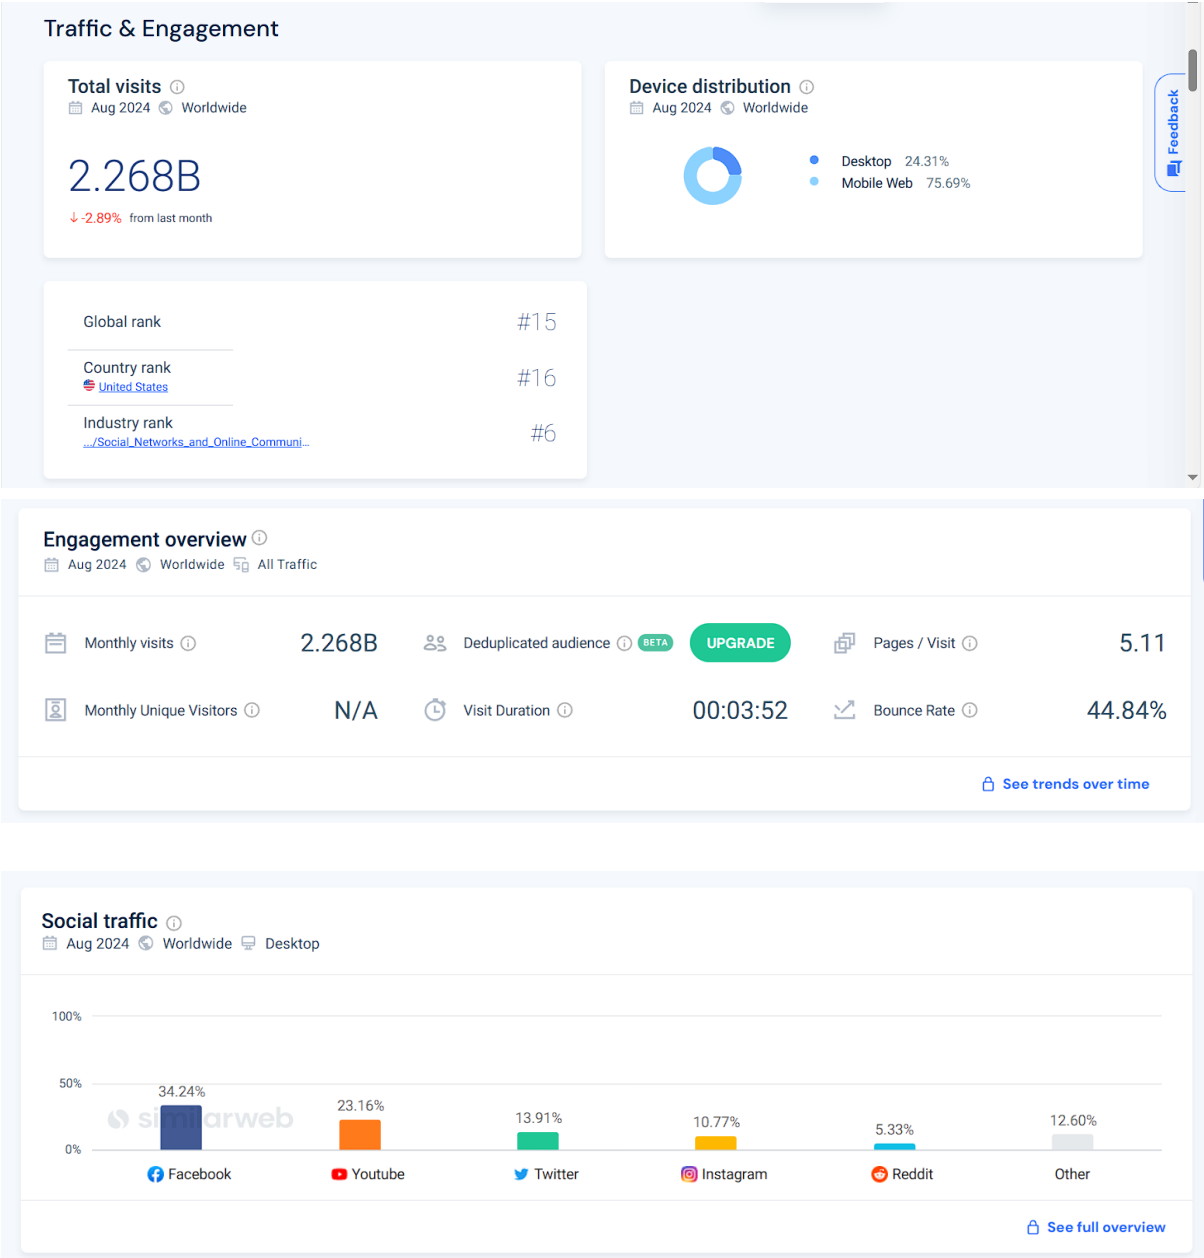 Traffic & Engagement
Total visits
Aug 2024 Worldwide
2.268B
↓ -2.89% from last month
Device distribution
Aug 2024 Worldwide
Desktop 24.31%
Mobile Web 75.69%
Feedback
Global rank #15
Country rank
United States
#16
Industry rank
.../Social_Networks_and_Online_Communi...
#6
Engagement overview
Aug 2024 Worldwide All Traffic
Monthly visits 2.268B
Deduplicated audience BETA UPGRADE
Pages / Visit 5.11
Monthly Unique Visitors N/A
Visit Duration 00:03:52
Bounce Rate 44.84%
See trends over time
Social traffic
Aug 2024 Worldwide Desktop
100%
50%
0%
similarweb
34.24%
23.16%
13.91%
10.77%
5.33%
12.60%
Facebook
Youtube
Twitter
Instagram
Reddit
Other
See full overview